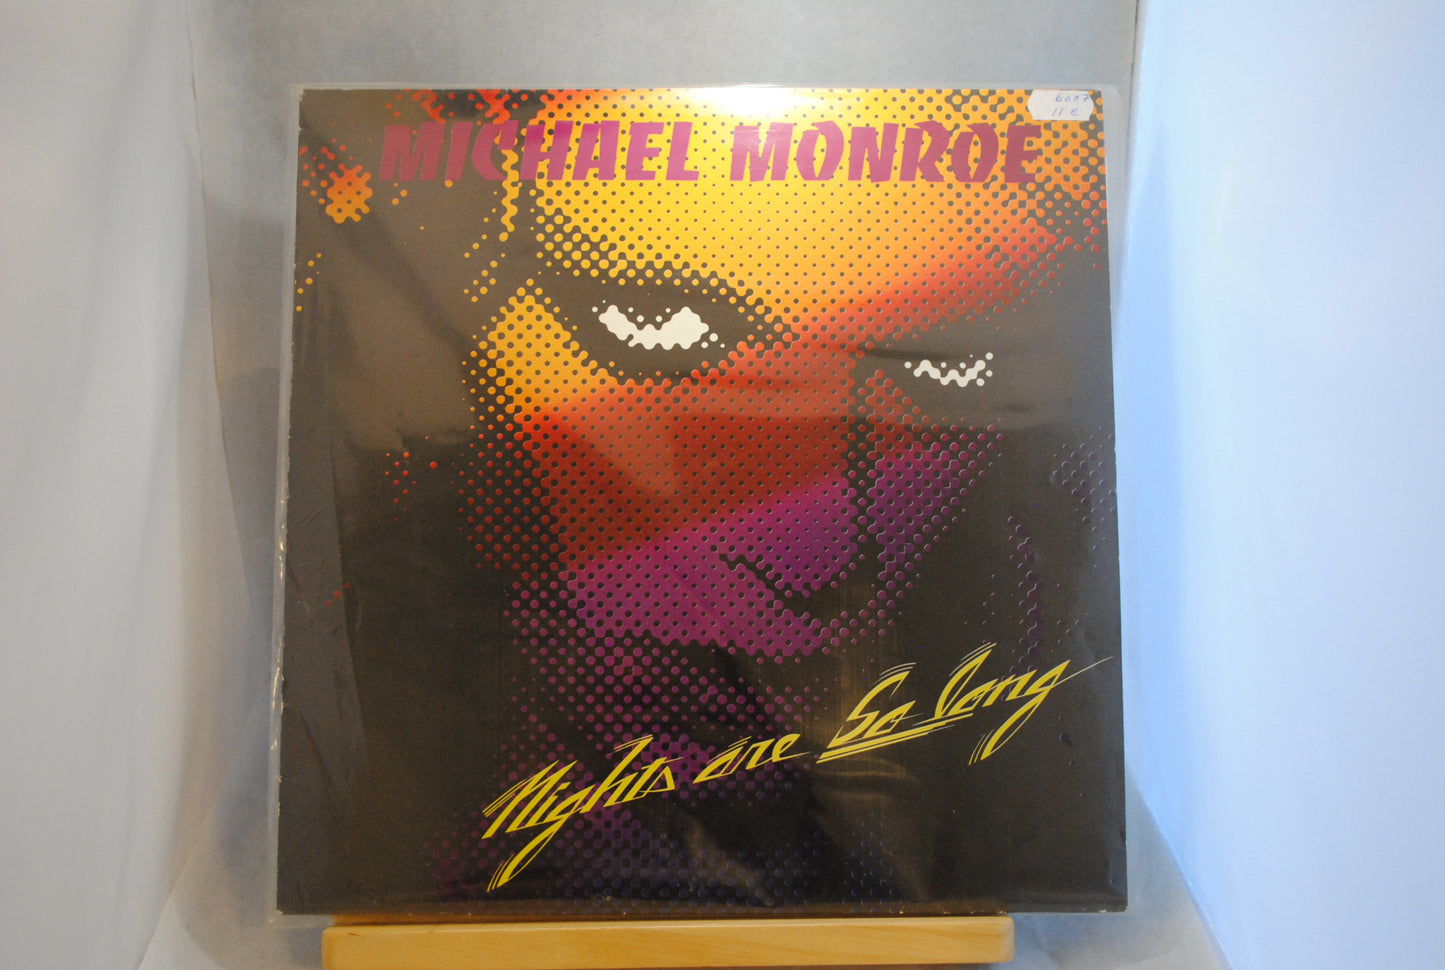 6007
11 €
MICHAEL MONROE
Nights are So Long